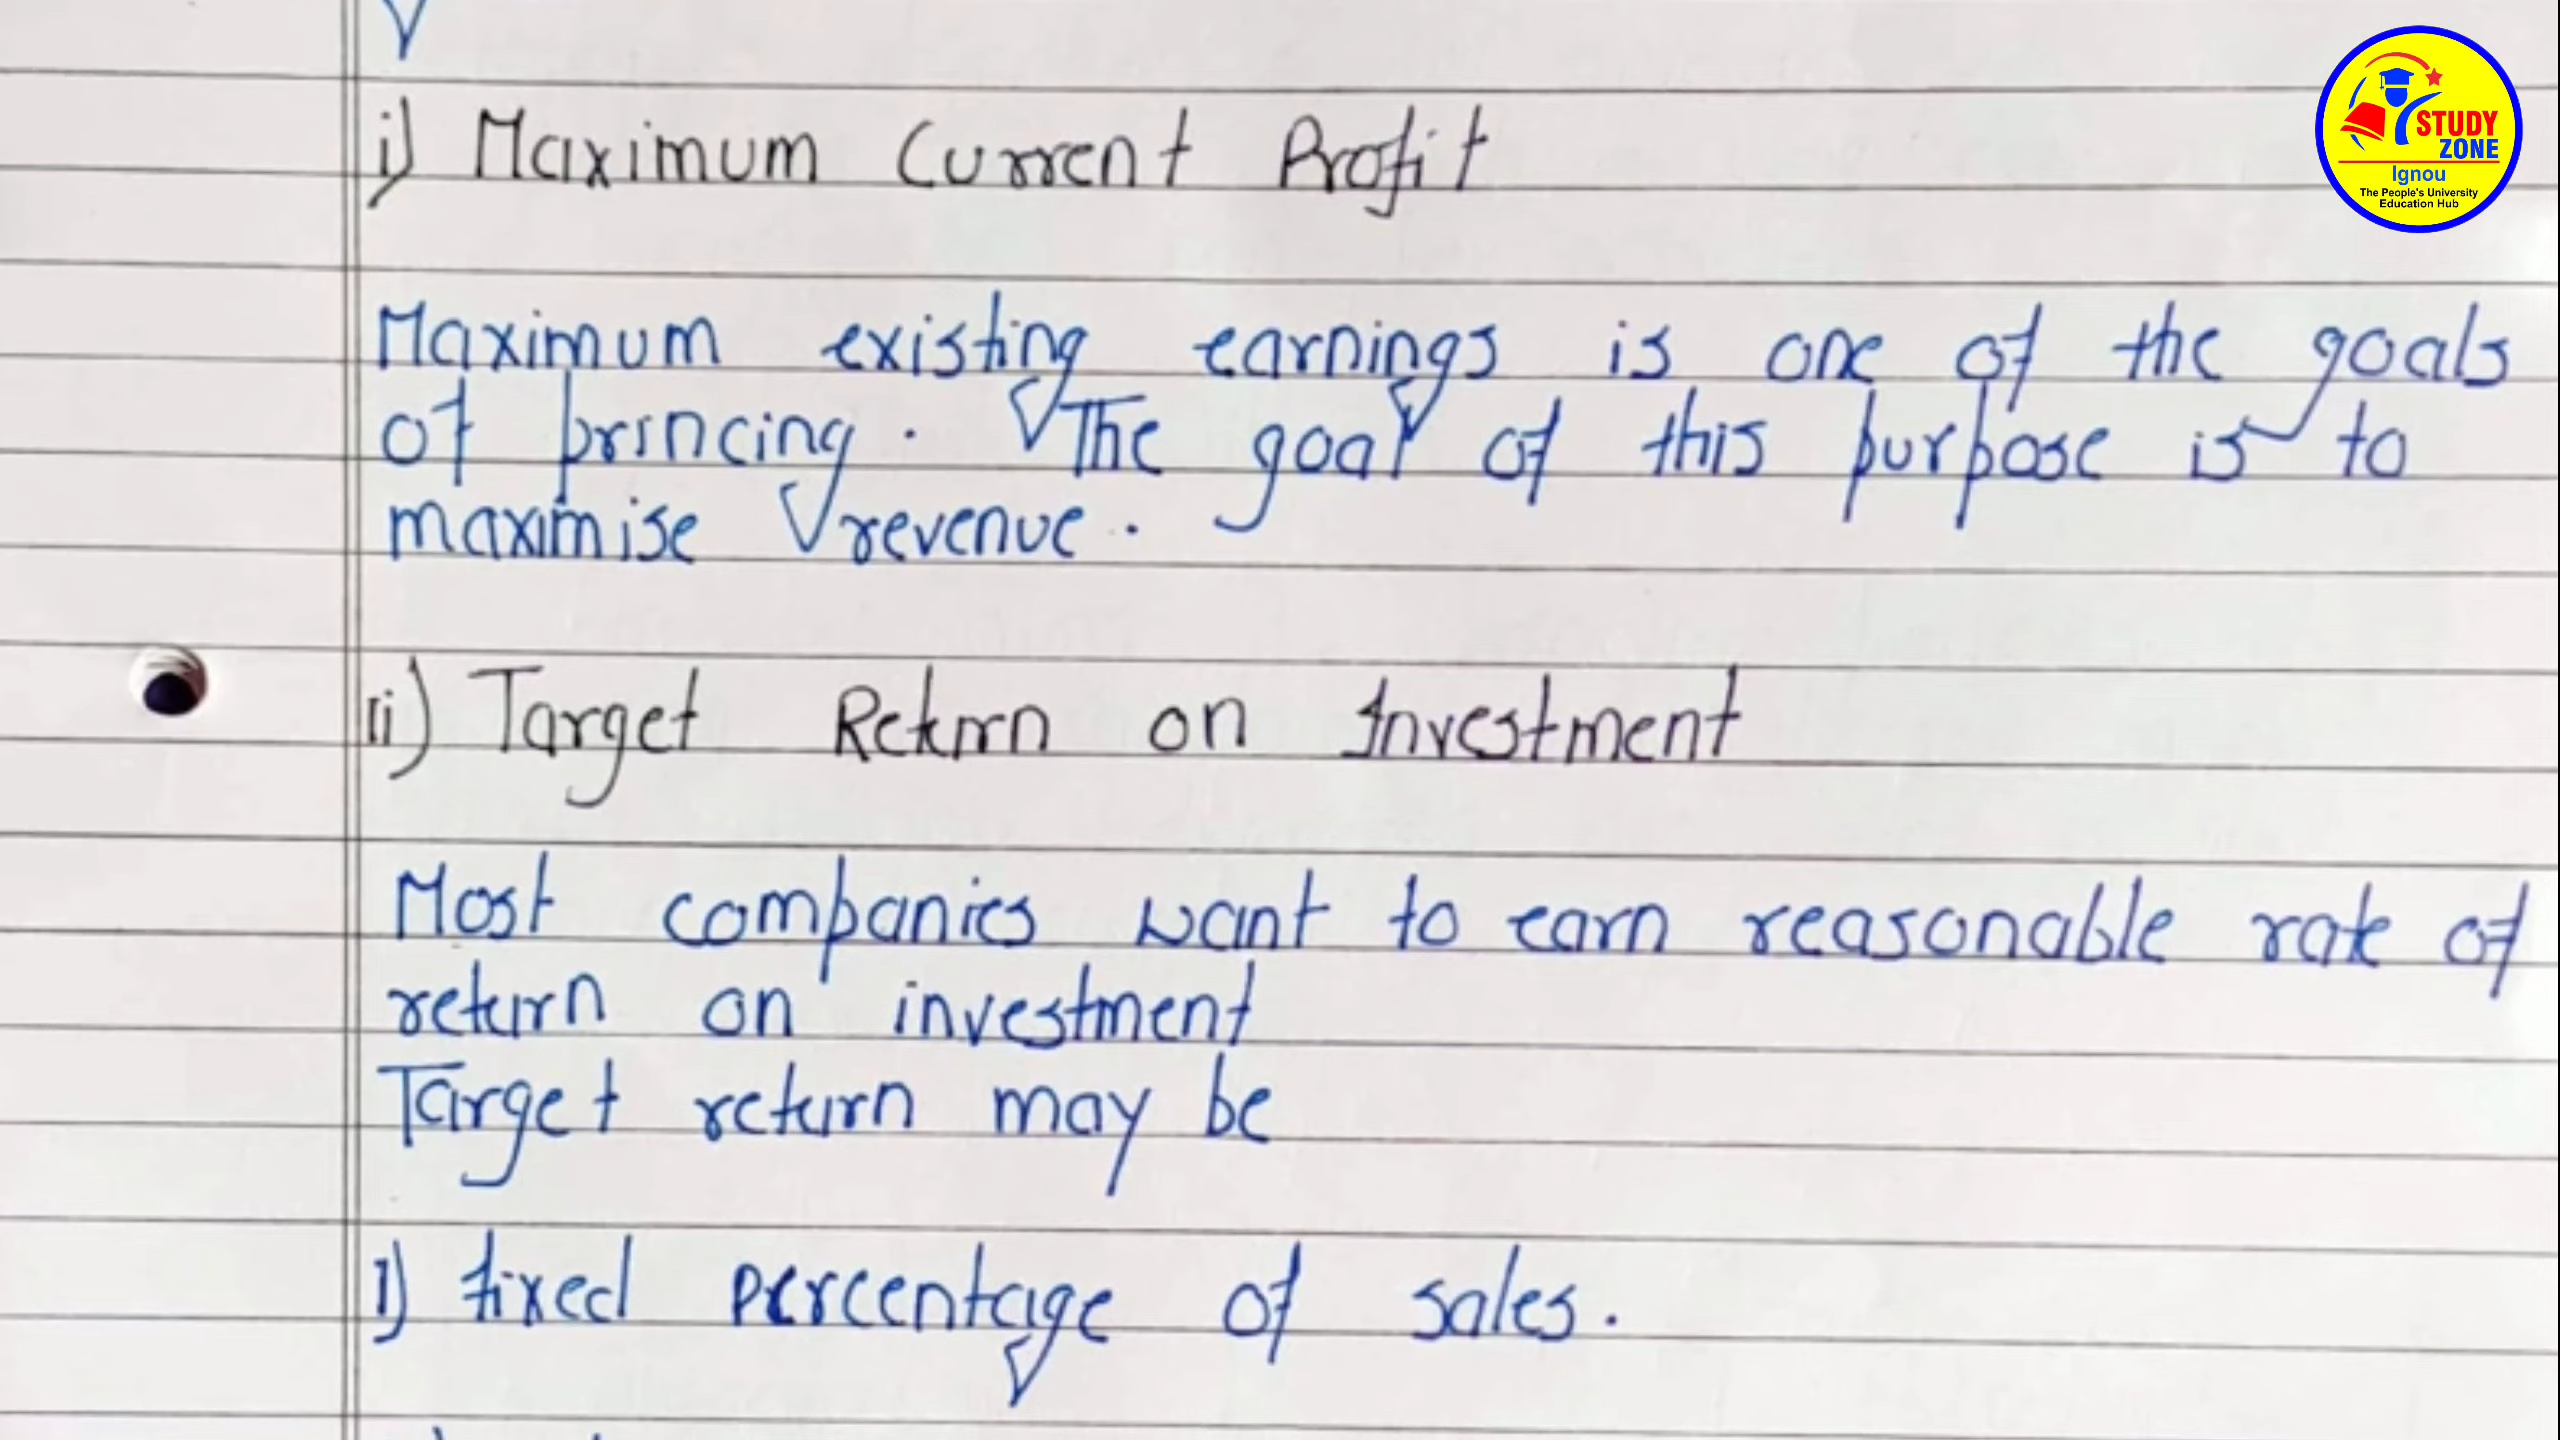 i) Maximum Current Profit
Maximum existing earnings is one of the goals
of prsncing. The goal of this purpose is to
maximise revenue.
ii) Target Return on Investment
Most companies want to earn reasonable rate of
return on investment
Target return may be
1) fixed percentage of sales.
STUDY
ZONE
Ignou
The People's University
Education Hub